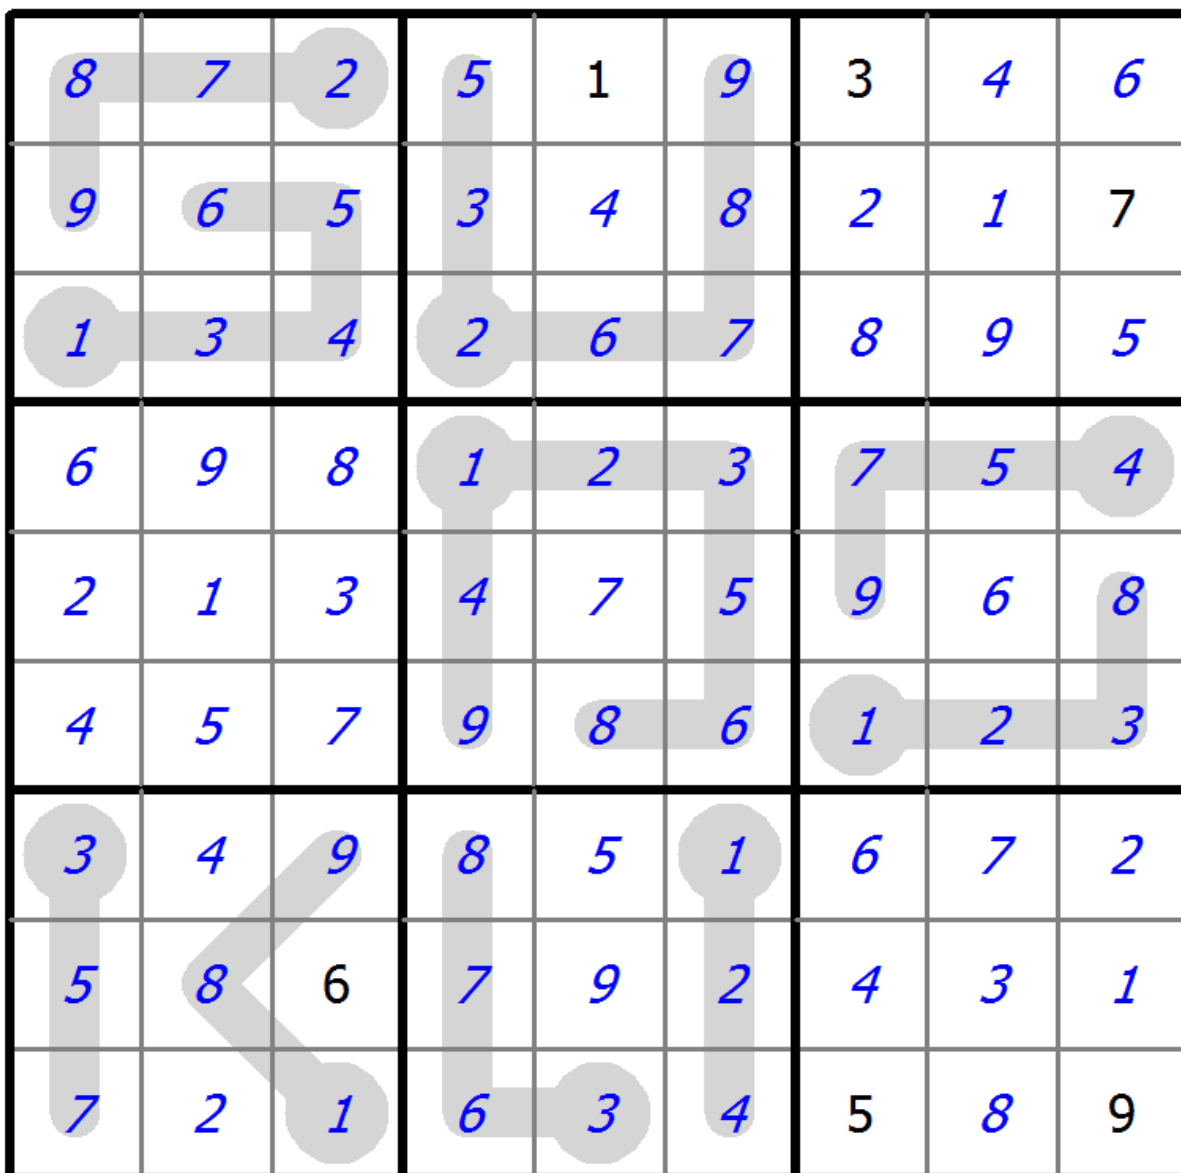 8 7 2 5 1 9 3 4 6
9 6 5 3 4 8 2 1 7
1 3 4 2 6 7 8 9 5
6 9 8 1 2 3 7 5 4
2 1 3 4 7 5 9 6 8
4 5 7 9 8 6 1 2 3
3 4 9 8 5 1 6 7 2
5 8 6 7 9 2 4 3 1
7 2 1 6 3 4 5 8 9